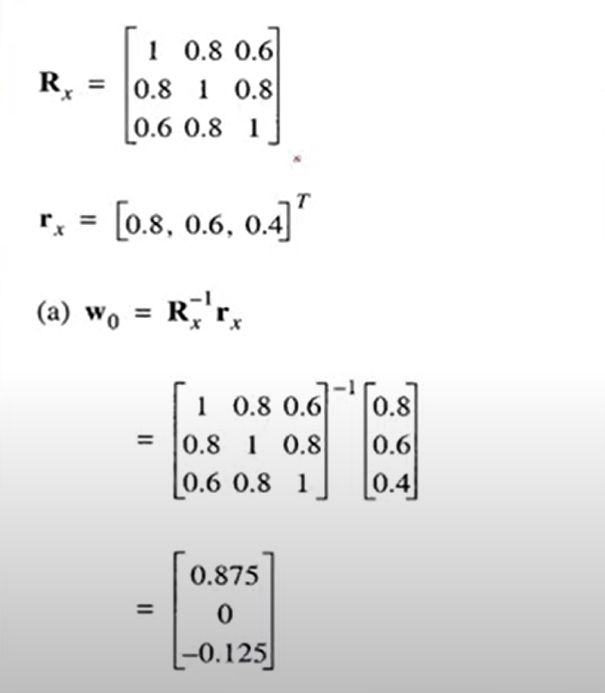 R_x = [1 0.8 0.6
0.8 1 0.8
0.6 0.8 1]
r_x = [0.8, 0.6, 0.4]^T
(a) w_0 = R_x^{-1} r_x
= [1 0.8 0.6
0.8 1 0.8
0.6 0.8 1]^{-1} [0.8
0.6
0.4]
= [0.875
0
-0.125]